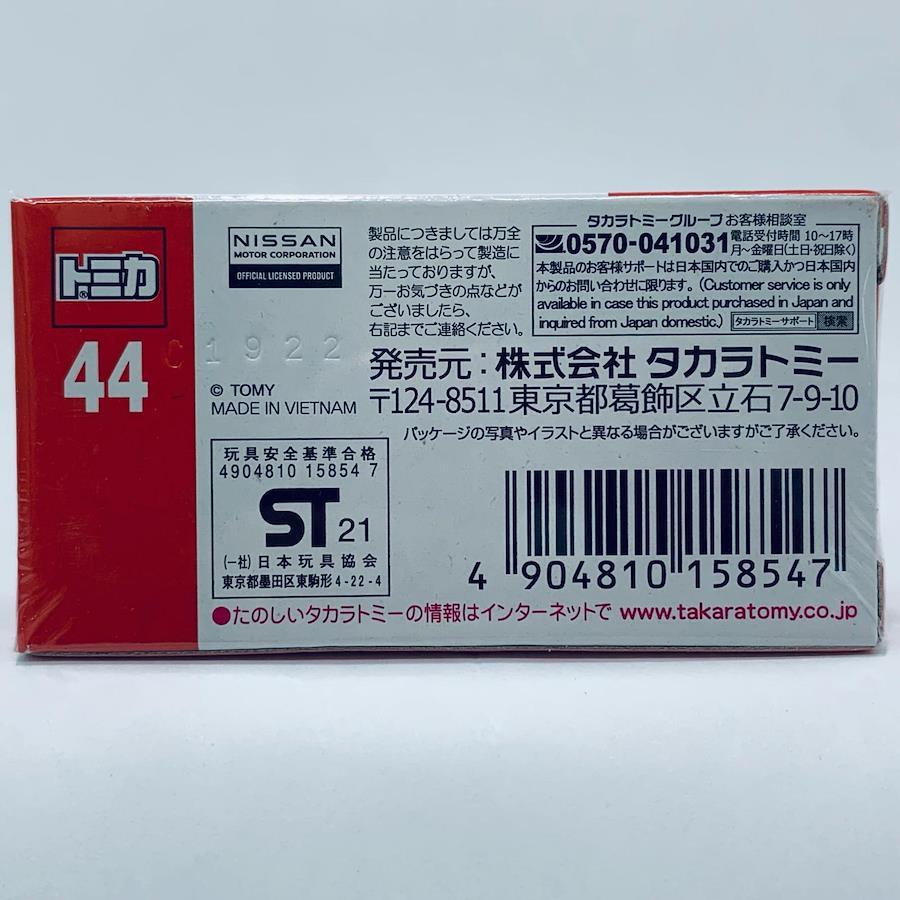 トミカ®
44
C1922
NISSAN
MOTOR CORPORATION
OFFICIAL LICENSED PRODUCT
© TOMY
MADE IN VIETNAM
製品につきましては万全
の注意をはらって製造に
当たっておりますが、
万一お気づきの点などが
ございましたら、
右記までご連絡ください。
タカラトミーグループ お客様相談室
0570-041031 電話受付時間 10～17時
月～金曜日(土日・祝日除く)
本製品のお客様サポートは日本国内でのご購入かつ日本国内
からのお問い合わせに限ります。(Customer service is only
available in case this product purchased in Japan and
inquired from Japan domestic.) タカラトミーサポート 検索
発売元：株式会社 タカラトミー
〒124-8511 東京都葛飾区立石7-9-10
パッケージの写真やイラストと異なる場合がございますがご了承ください。
玩具安全基準合格
4904810 15854 7
ST 21
(一社)日本玩具協会
東京都墨田区東駒形4-22-4
4 904810 158547
●たのしいタカラトミーの情報はインターネットで www.takaratomy.co.jp